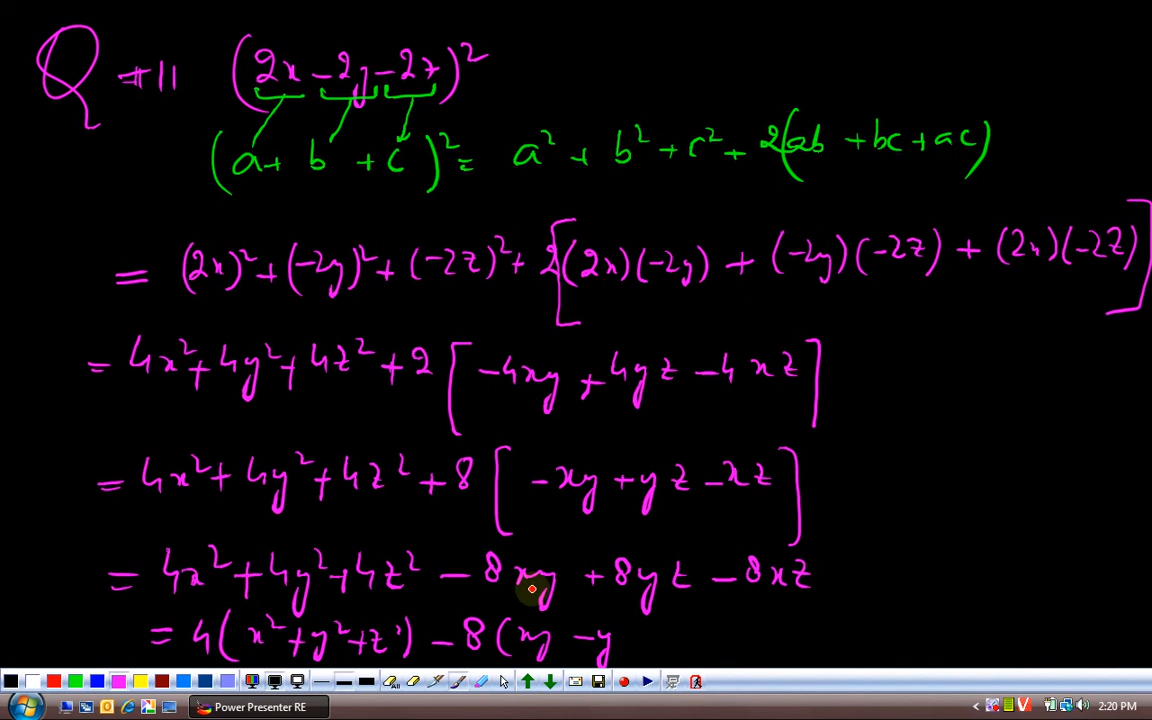 Q #11 (2x - 2y - 2z)²
(a + b + c)² = a² + b² + c² + 2(ab + bc + ac)
= (2x)² + (-2y)² + (-2z)² + 2[(2x)(-2y) + (-2y)(-2z) + (2x)(-2z)]
= 4x² + 4y² + 4z² + 2[-4xy + 4yz - 4xz]
= 4x² + 4y² + 4z² + 8[-xy + yz - xz]
= 4x² + 4y² + 4z² - 8xy + 8yz - 8xz
= 4(x² + y² + z²) - 8(xy - y
Power Presenter RE
2:20 PM